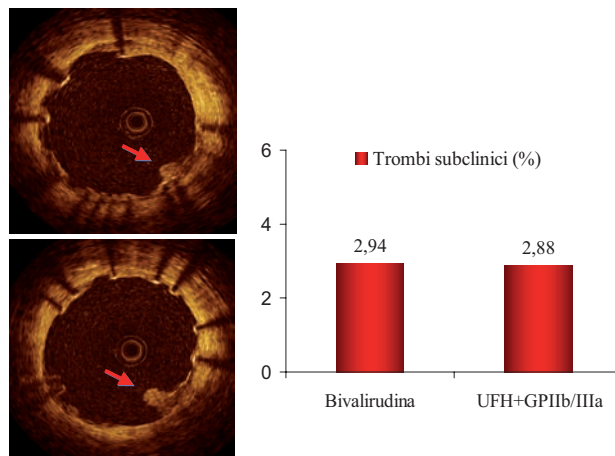 Trombi subclinici (%)
6
4
2
0
2,94
2,88
Bivalirudina
UFH+GPIIb/IIIa